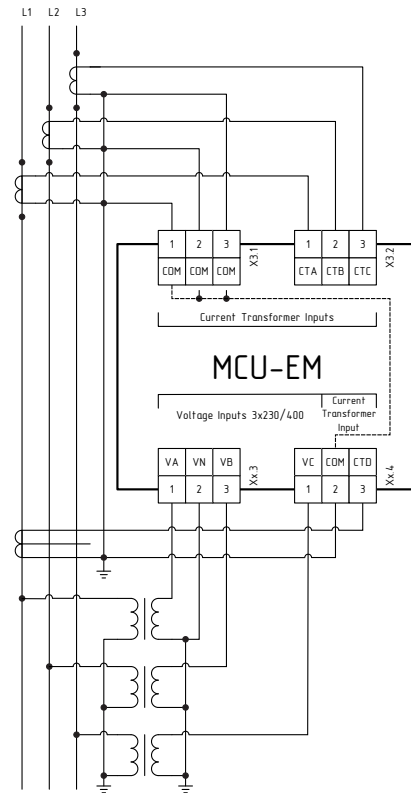 L1 L2 L3
1 2 3 X3.1 1 2 3 X3.2
COM COM COM CTA CTB CTC
Current Transformer Inputs
MCU-EM
Voltage Inputs 3x230/400
Current
Transformer
Input
VA VN VB Xx.3 VC COM CTD Xx.4
1 2 3 1 2 3